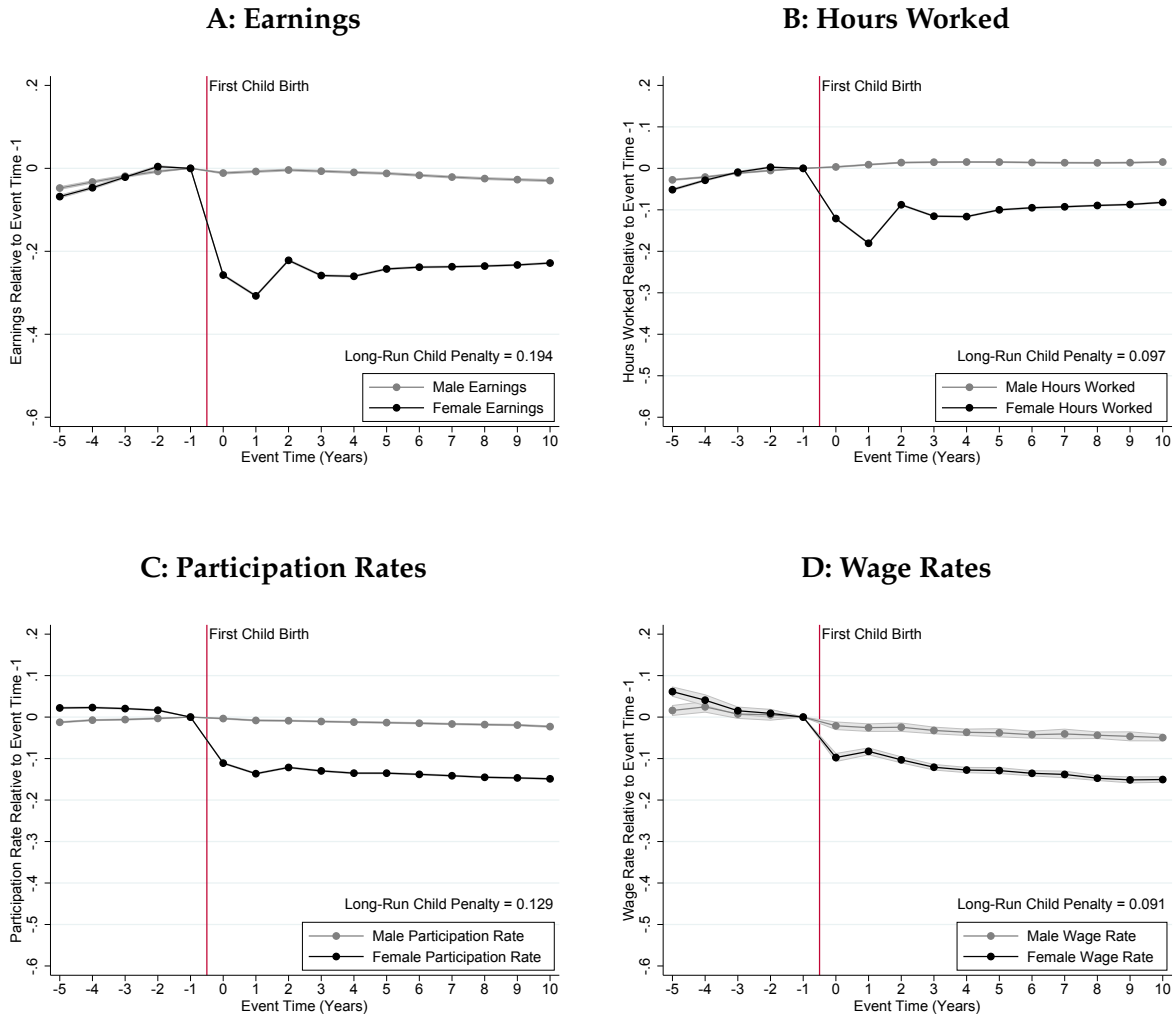 A: Earnings
Earnings Relative to Event Time -1
.2
0
-.2
-.4
-.6
First Child Birth
Long-Run Child Penalty = 0.194
Male Earnings
Female Earnings
-5 -4 -3 -2 -1 0 1 2 3 4 5 6 7 8 9 10
Event Time (Years)
B: Hours Worked
Hours Worked Relative to Event Time -1
.2
.1
0
-.1
-.2
-.3
-.4
-.5
-.6
First Child Birth
Long-Run Child Penalty = 0.097
Male Hours Worked
Female Hours Worked
-5 -4 -3 -2 -1 0 1 2 3 4 5 6 7 8 9 10
Event Time (Years)
C: Participation Rates
Participation Rate Relative to Event Time -1
.2
.1
0
-.1
-.2
-.3
-.4
-.5
-.6
First Child Birth
Long-Run Child Penalty = 0.129
Male Participation Rate
Female Participation Rate
-5 -4 -3 -2 -1 0 1 2 3 4 5 6 7 8 9 10
Event Time (Years)
D: Wage Rates
Wage Rate Relative to Event Time -1
.2
.1
0
-.1
-.2
-.3
-.4
-.5
-.6
First Child Birth
Long-Run Child Penalty = 0.091
Male Wage Rate
Female Wage Rate
-5 -4 -3 -2 -1 0 1 2 3 4 5 6 7 8 9 10
Event Time (Years)